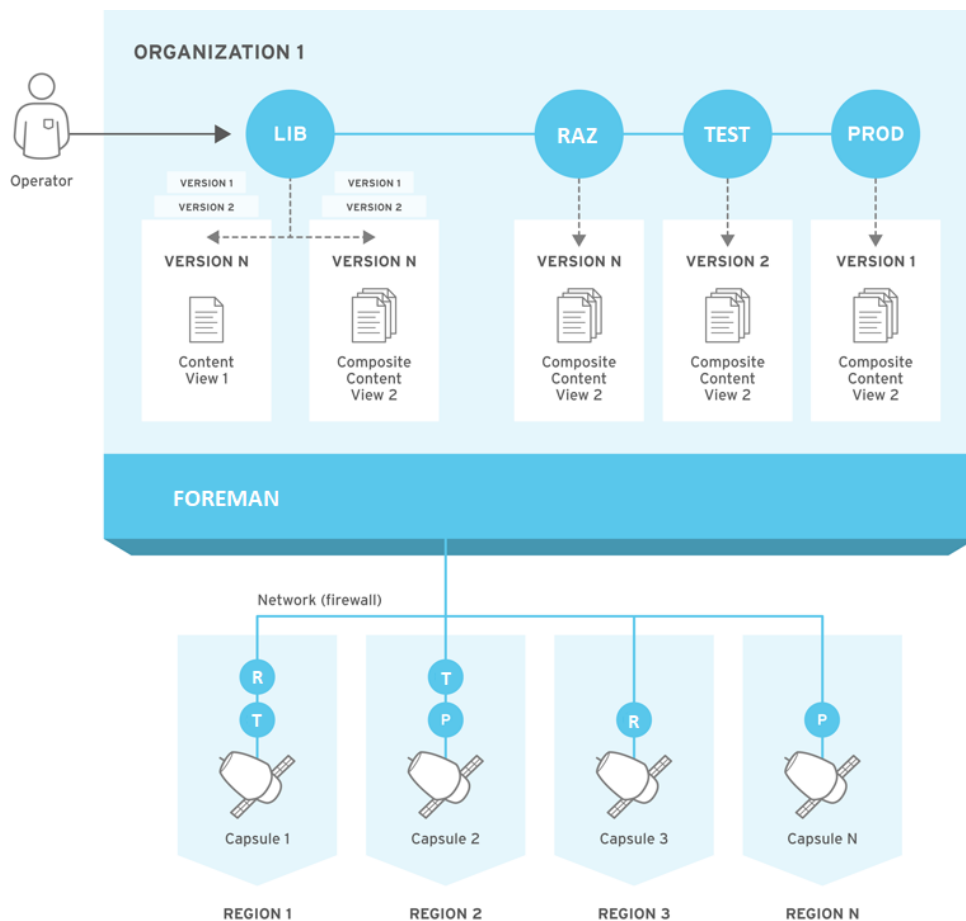 ORGANIZATION 1
Operator
LIB
RAZ
TEST
PROD
VERSION 1
VERSION 2
VERSION 1
VERSION 2
VERSION N
Content
View 1
VERSION N
Composite
Content
View 2
VERSION N
Composite
Content
View 2
VERSION 2
Composite
Content
View 2
VERSION 1
Composite
Content
View 2
FOREMAN
Network (firewall)
R
T
Capsule 1
REGION 1
T
P
Capsule 2
REGION 2
R
Capsule 3
REGION 3
P
Capsule N
REGION N